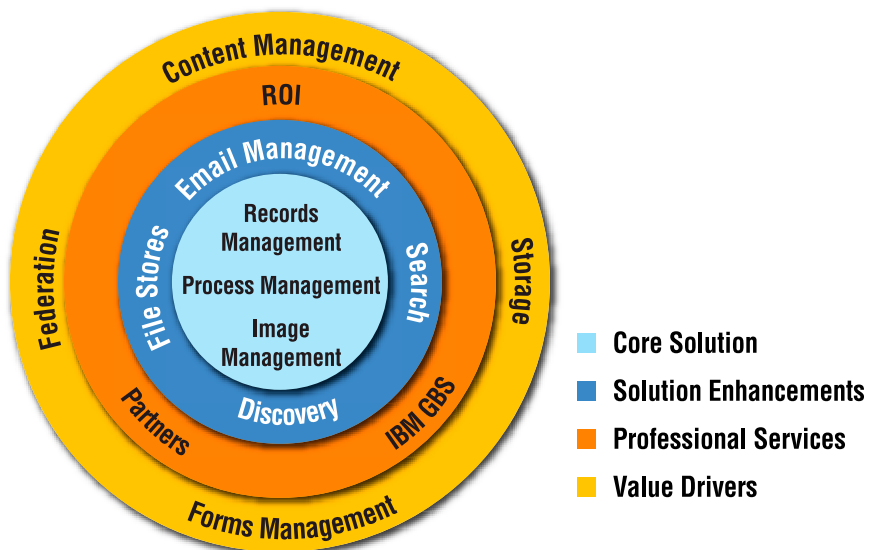 Content Management
ROI
Email Management
Records
Management
Process Management
Image
Management
File Stores
Search
Discovery
Federation
Storage
Partners
IBM GBS
Forms Management
Core Solution
Solution Enhancements
Professional Services
Value Drivers